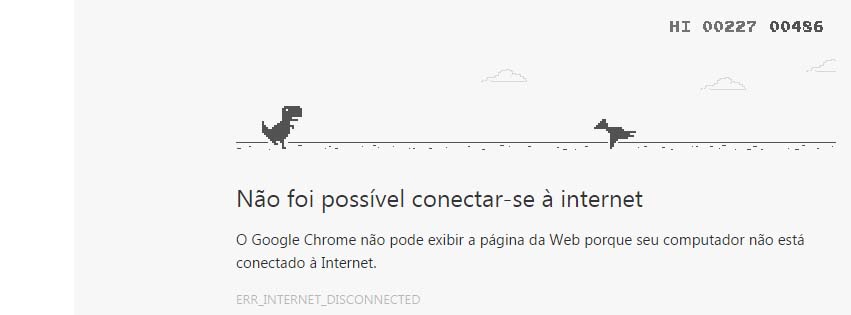 HI 00227 00486
Não foi possível conectar-se à internet
O Google Chrome não pode exibir a página da Web porque seu computador não está
conectado à Internet.
ERR_INTERNET_DISCONNECTED